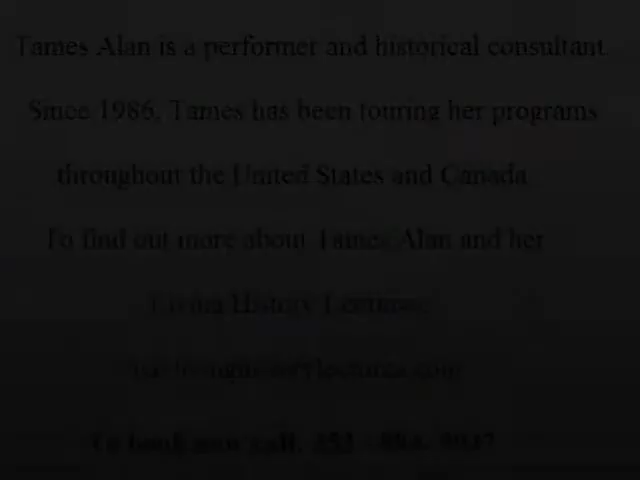 Tames Alan is a performer and historical consultant.
Since 1986, Tames has been touring her programs
throughout the United States and Canada.
To find out more about Tames Alan and her
Living History Lectures:
To book now call: